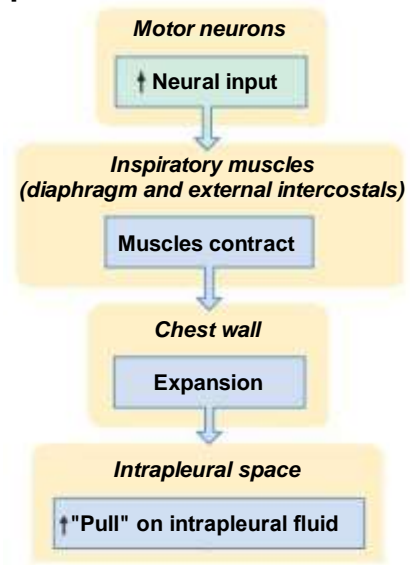 Motor neurons
↑ Neural input
Inspiratory muscles
(diaphragm and external intercostals)
Muscles contract
Chest wall
Expansion
Intrapleural space
↑"Pull" on intrapleural fluid